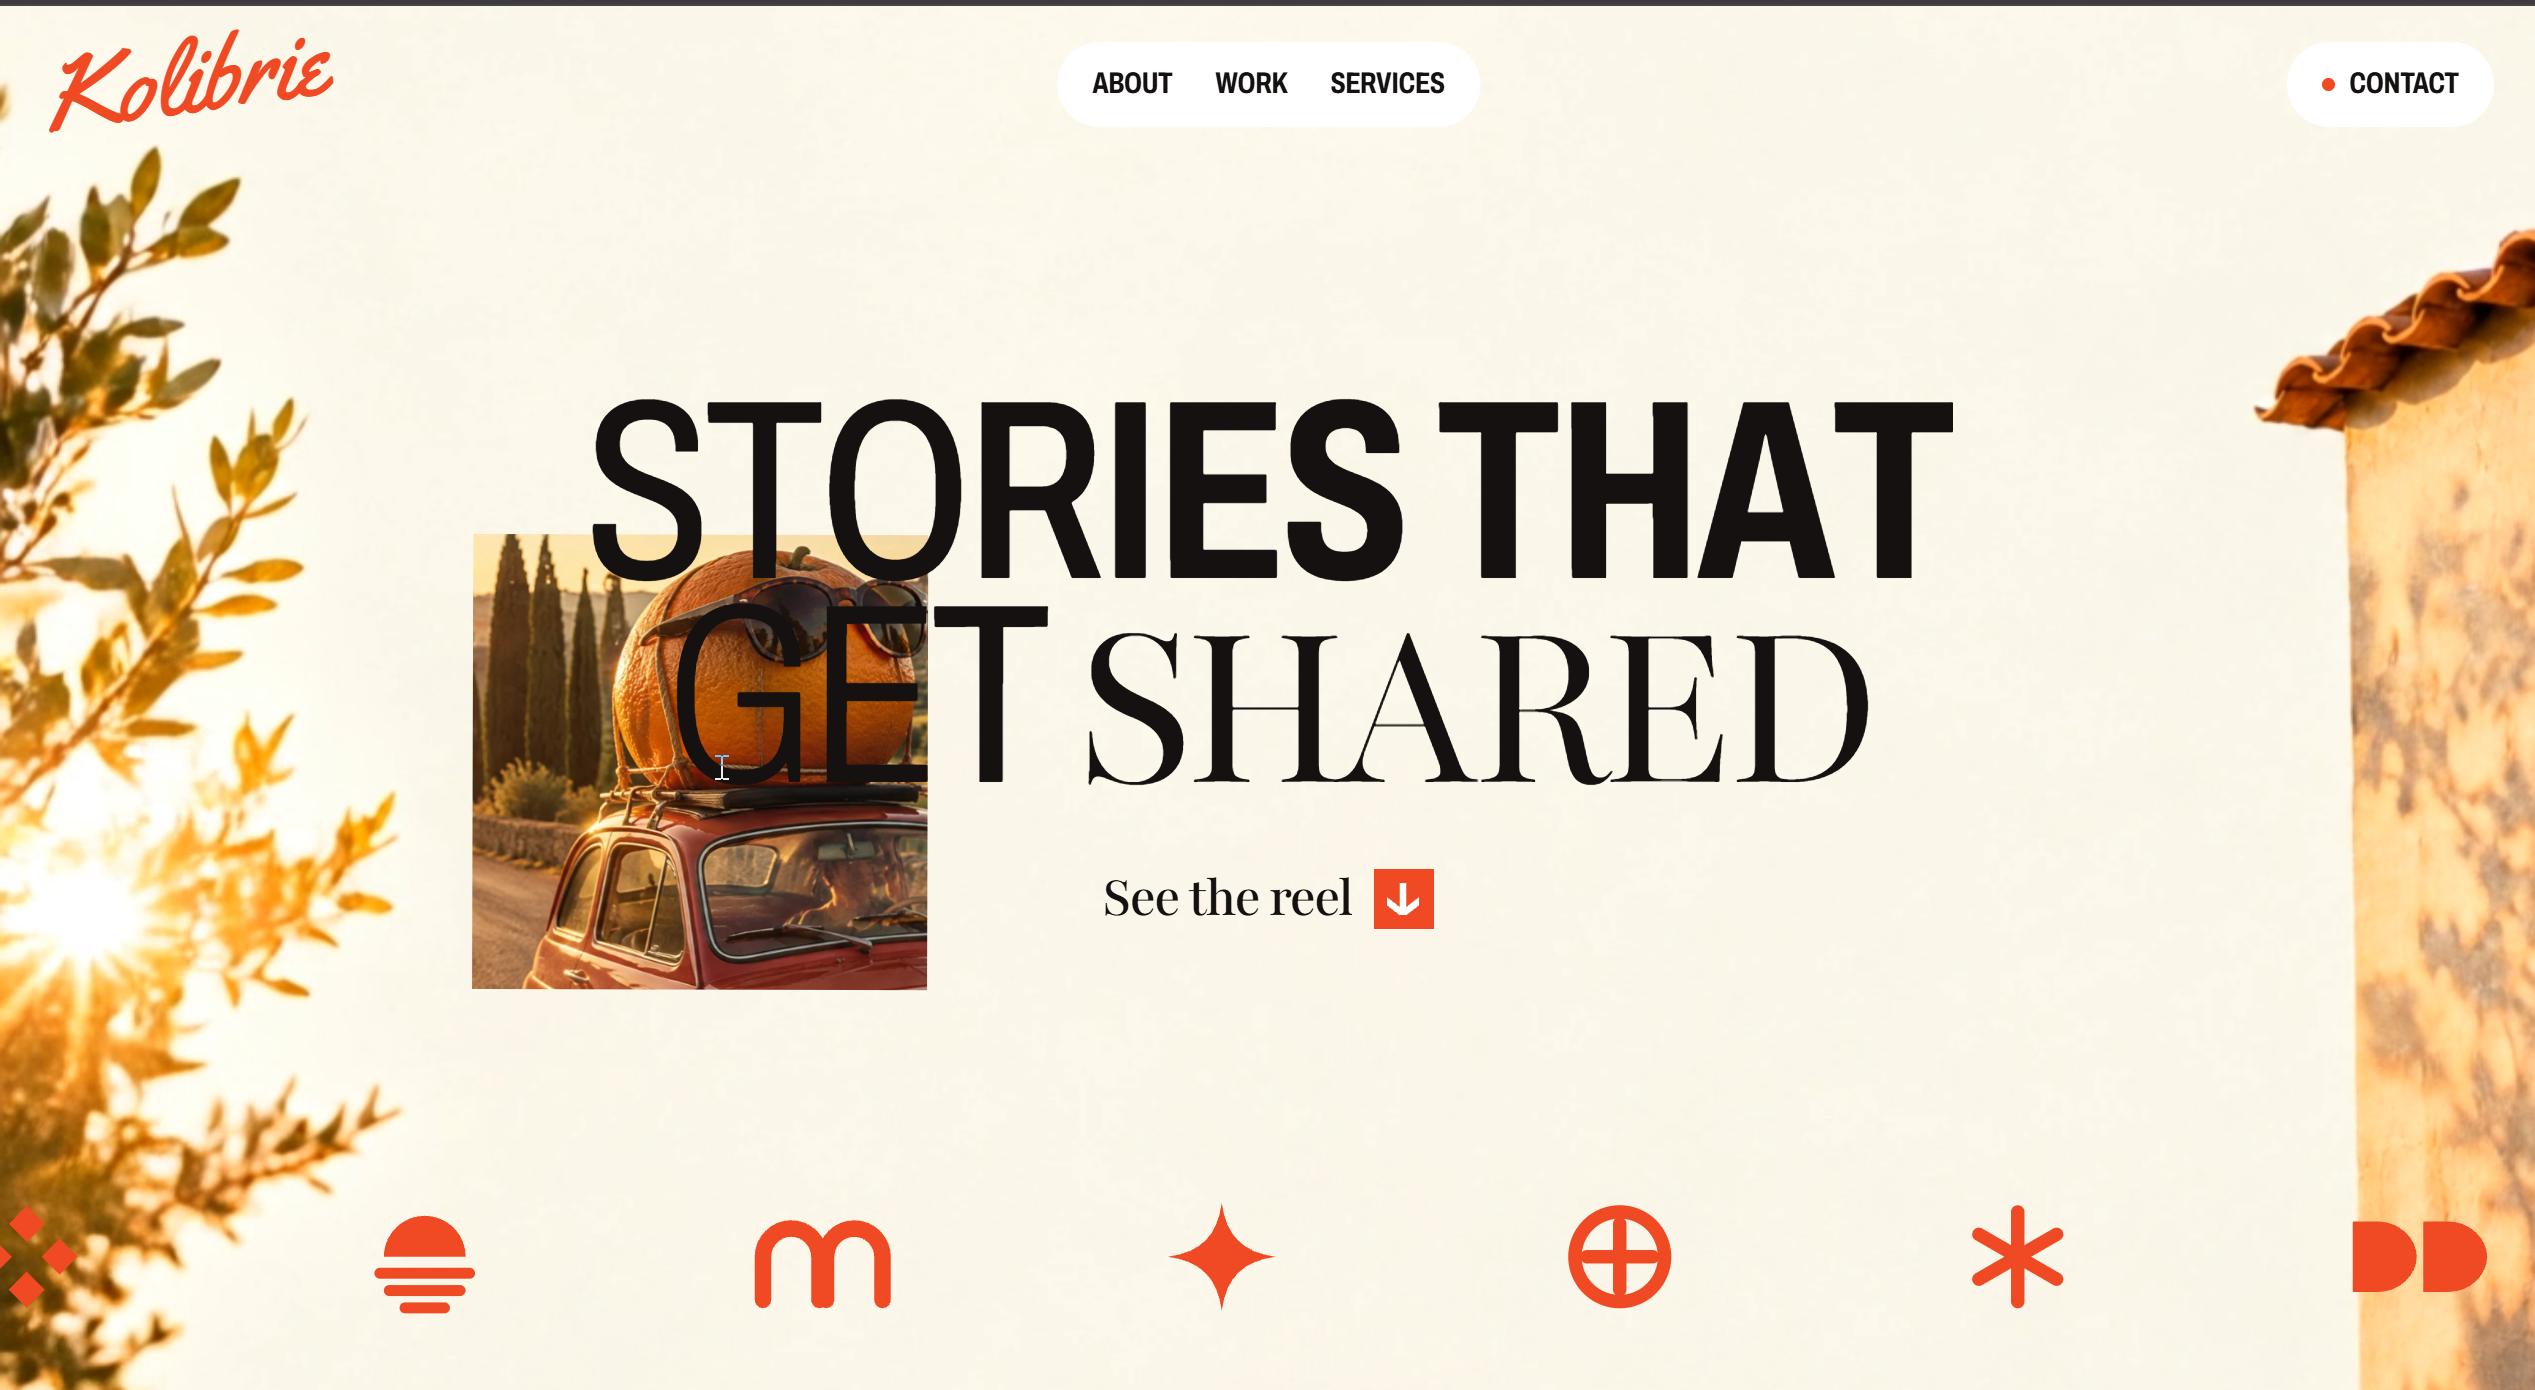 Kolibrie
ABOUT WORK SERVICES
CONTACT
STORIES THAT
GET SHARED
See the reel